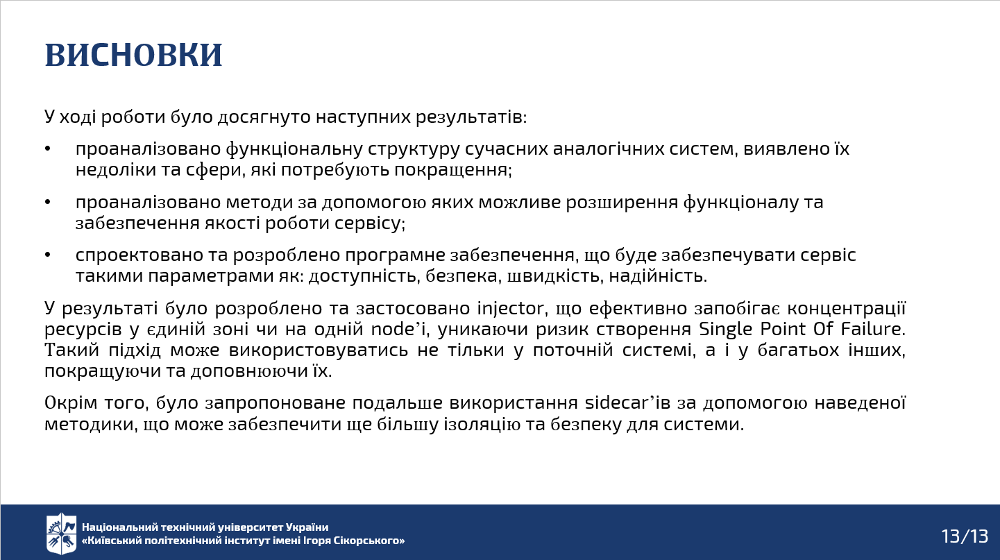 ВИСНОВКИ
У ході роботи було досягнуто наступних результатів:
• проаналізовано функціональну структуру сучасних аналогічних систем, виявлено їх
недоліки та сфери, які потребують покращення;
• проаналізовано методи за допомогою яких можливе розширення функціоналу та
забезпечення якості роботи сервісу;
• спроектовано та розроблено програмне забезпечення, що буде забезпечувати сервіс
такими параметрами як: доступність, безпека, швидкість, надійність.
У результаті було розроблено та застосовано injector, що ефективно запобігає концентрації
ресурсів у єдиній зоні чи на одній node’і, уникаючи ризик створення Single Point Of Failure.
Такий підхід може використовуватись не тільки у поточній системі, а і у багатьох інших,
покращуючи та доповнюючи їх.
Окрім того, було запропоноване подальше використання sidecar’ів за допомогою наведеної
методики, що може забезпечити ще більшу ізоляцію та безпеку для системи.
Національний технічний університет України
«Київський політехнічний інститут імені Ігоря Сікорського»
13/13